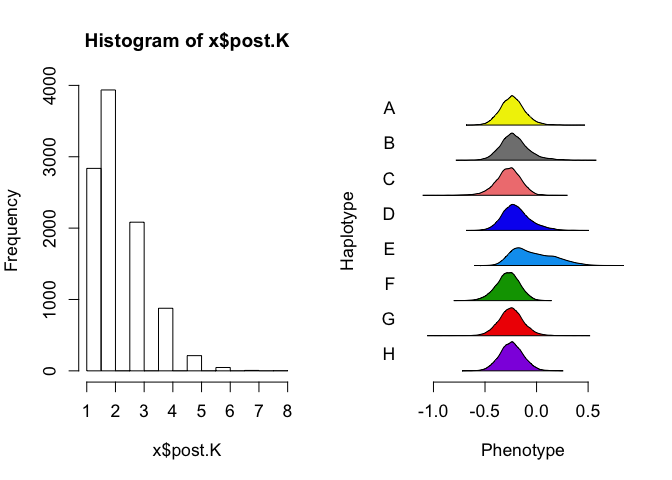 Histogram of x$post.K
Frequency
0
1000
2000
3000
4000
1 2 3 4 5 6 7 8
x$post.K
Haplotype
A
B
C
D
E
F
G
H
-1.0 -0.5 0.0 0.5
Phenotype